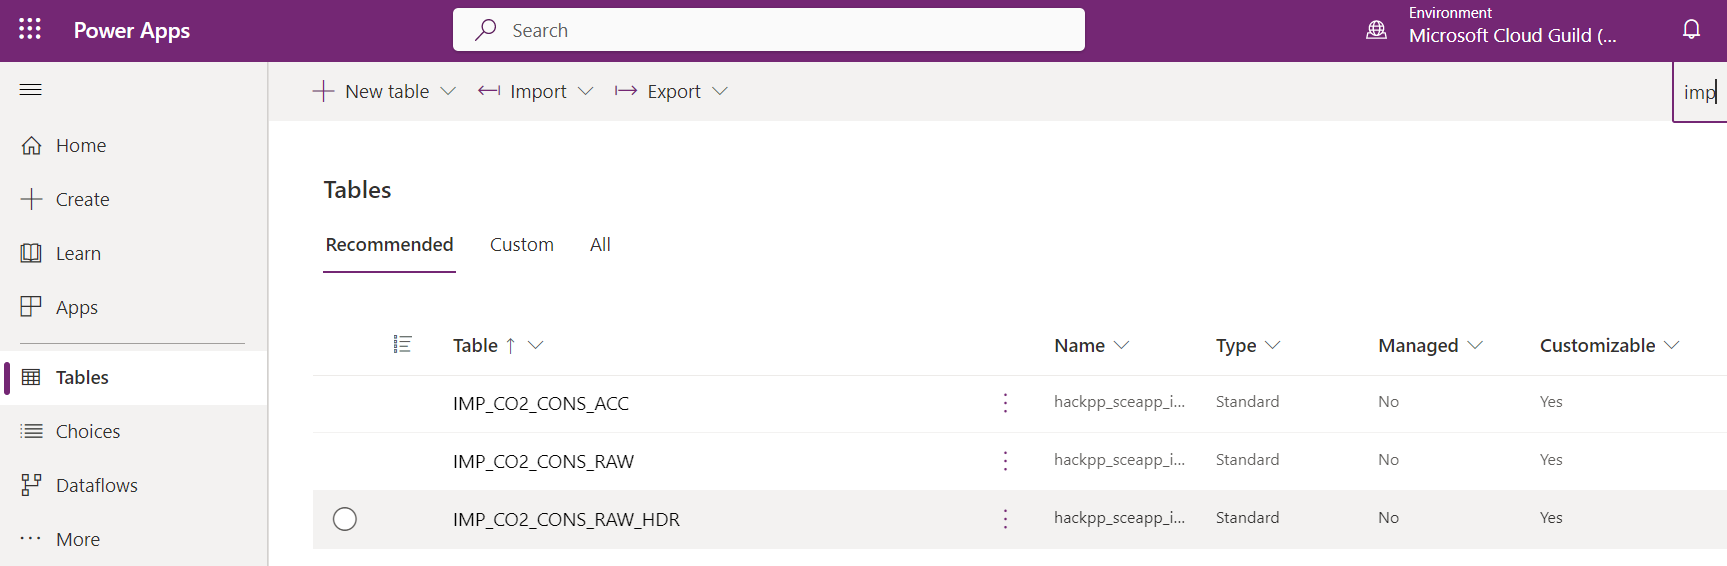 Power Apps
Search
Environment
Microsoft Cloud Guild (...
New table
Import
Export
imp
Home
Create
Learn
Apps
Tables
Choices
Dataflows
More
Tables
Recommended Custom All
Table Name Type Managed Customizable
IMP_CO2_CONS_ACC hackpp_sceapp_i... Standard No Yes
IMP_CO2_CONS_RAW hackpp_sceapp_i... Standard No Yes
IMP_CO2_CONS_RAW_HDR hackpp_sceapp_i... Standard No Yes